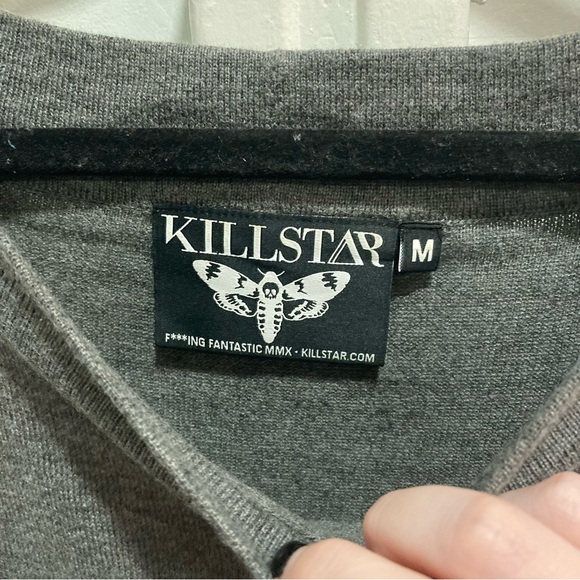 KILLSTAR
M
F***ING FANTASTIC MMX · KILLSTAR.COM